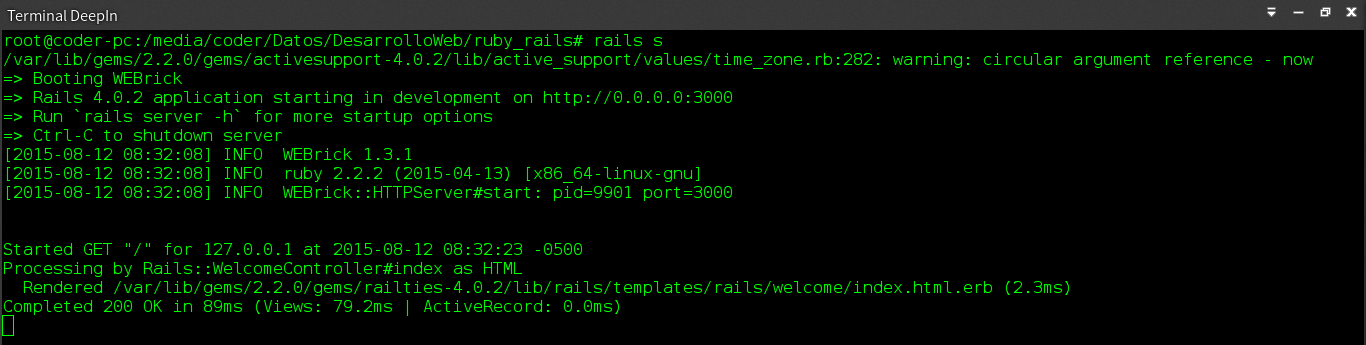 Terminal DeepIn
root@coder-pc:/media/coder/Datos/DesarrolloWeb/ruby_rails# rails s
/var/lib/gems/2.2.0/gems/activesupport-4.0.2/lib/active_support/values/time_zone.rb:282: warning: circular argument reference - now
=> Booting WEBrick
=> Rails 4.0.2 application starting in development on http://0.0.0.0:3000
=> Run `rails server -h` for more startup options
=> Ctrl-C to shutdown server
[2015-08-12 08:32:08] INFO  WEBrick 1.3.1
[2015-08-12 08:32:08] INFO  ruby 2.2.2 (2015-04-13) [x86_64-linux-gnu]
[2015-08-12 08:32:08] INFO  WEBrick::HTTPServer#start: pid=9901 port=3000
Started GET "/" for 127.0.0.1 at 2015-08-12 08:32:23 -0500
Processing by Rails::WelcomeController#index as HTML
  Rendered /var/lib/gems/2.2.0/gems/railties-4.0.2/lib/rails/templates/rails/welcome/index.html.erb (2.3ms)
Completed 200 OK in 89ms (Views: 79.2ms | ActiveRecord: 0.0ms)